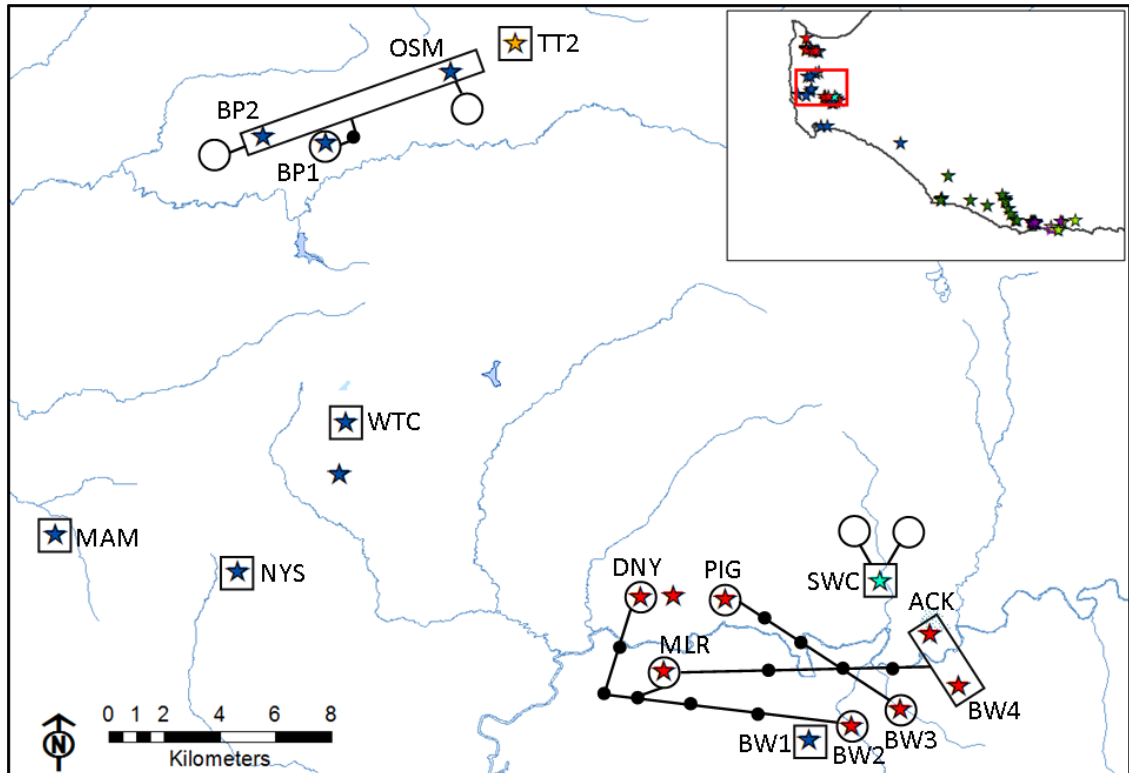 OSM
TT2
BP2
BP1
WTC
MAM
NYS
DNY
PIG
SWC
ACK
MLR
BW4
BW1
BW2
BW3
0 1 2 4 6 8
Kilometers
N